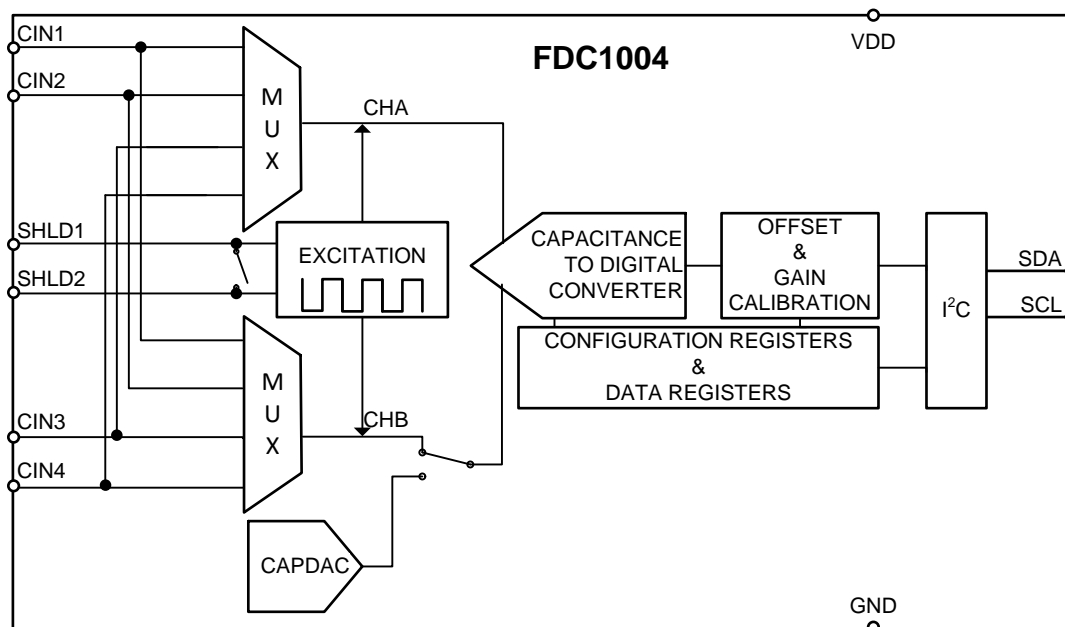 CIN1
CIN2
SHLD1
SHLD2
CIN3
CIN4
M
U
X
CHA
EXCITATION
M
U
X
CHB
CAPDAC
FDC1004
VDD
CAPACITANCE
TO DIGITAL
CONVERTER
OFFSET
&
GAIN
CALIBRATION
CONFIGURATION REGISTERS
&
DATA REGISTERS
I²C
SDA
SCL
GND